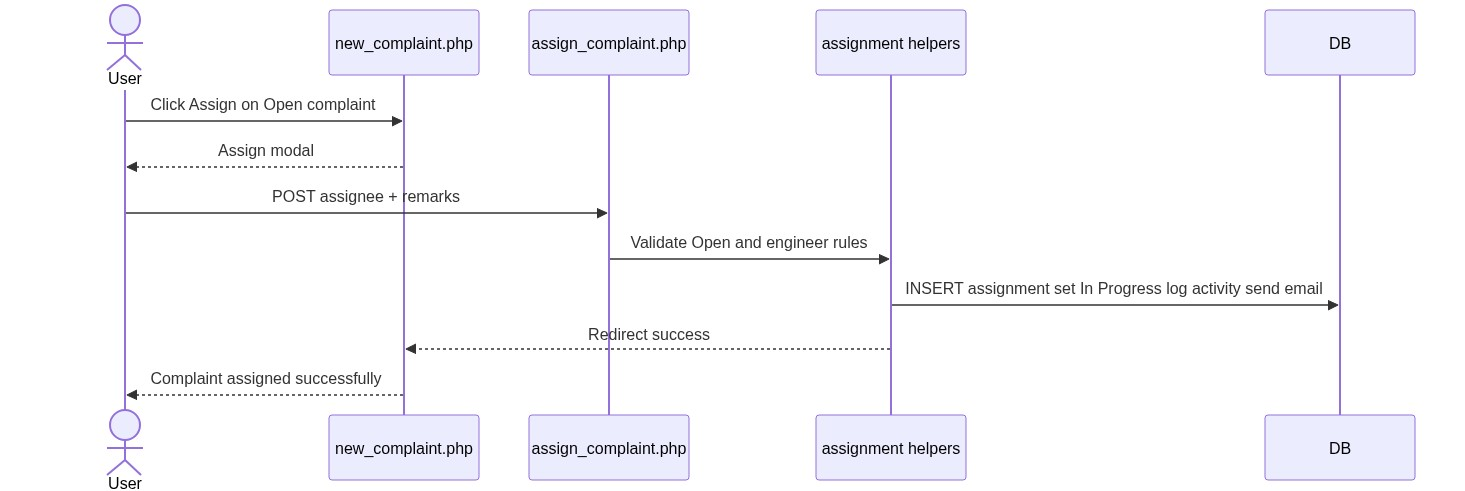 User
new_complaint.php
assign_complaint.php
assignment helpers
DB
Click Assign on Open complaint
Assign modal
POST assignee + remarks
Validate Open and engineer rules
INSERT assignment set In Progress log activity send email
Redirect success
Complaint assigned successfully
User
new_complaint.php
assign_complaint.php
assignment helpers
DB